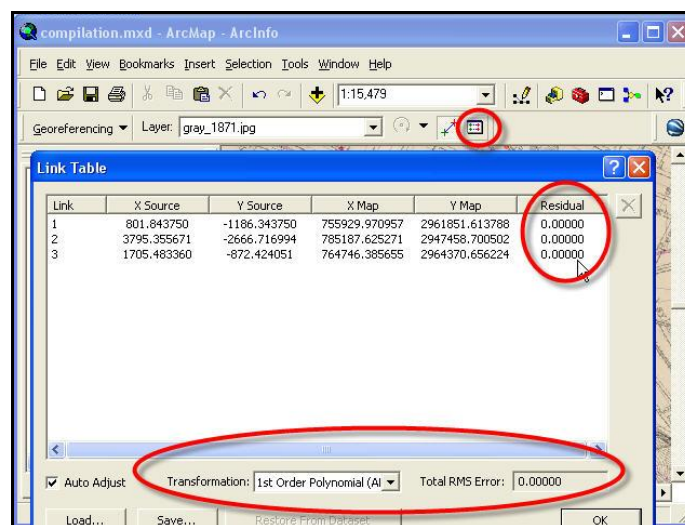 compilation.mxd - ArcMap - ArcInfo
File Edit View Bookmarks Insert Selection Tools Window Help
1:15,479
Georeferencing Layer: gray_1871.jpg
Link Table
Link X Source Y Source X Map Y Map Residual
1 801.843750 -1186.343750 755929.970957 2961851.613788 0.00000
2 3795.355671 -2666.716994 785187.625271 2947458.700502 0.00000
3 1705.483360 -872.424051 764746.385655 2964370.656224 0.00000
Auto Adjust Transformation: 1st Order Polynomial (A Total RMS Error: 0.00000
Load... Save... Restore From Dataset OK